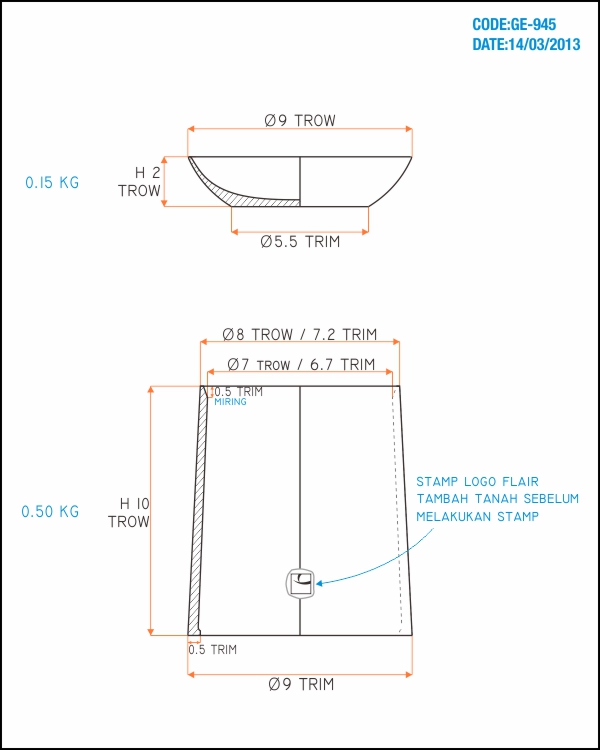 CODE:GE-945
DATE:14/03/2013
Ø9 TROW
0.15 KG
H 2
TROW
Ø5.5 TRIM
Ø8 TROW / 7.2 TRIM
Ø7 TROW / 6.7 TRIM
0.5 TRIM
MIRING
0.50 KG
H 10
TROW
STAMP LOGO FLAIR
TAMBAH TANAH SEBELUM
MELAKUKAN STAMP
0.5 TRIM
Ø9 TRIM